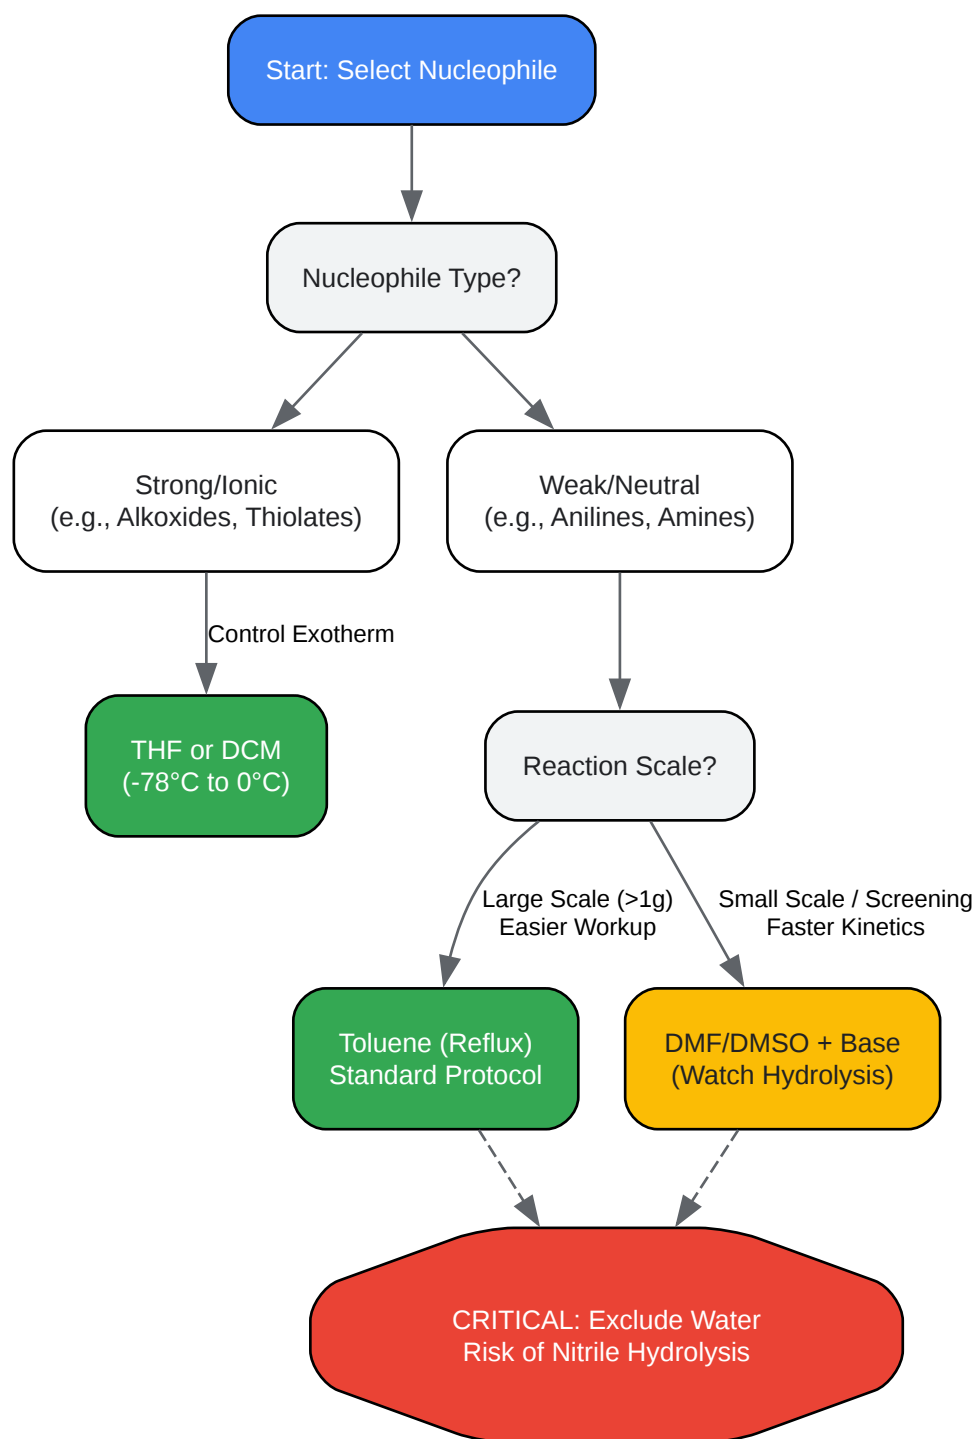 Start: Select Nucleophile
Nucleophile Type?
Strong/Ionic
(e.g., Alkoxides, Thiolates)
Weak/Neutral
(e.g., Anilines, Amines)
Control Exotherm
THF or DCM
(-78°C to 0°C)
Reaction Scale?
Large Scale (>1g)
Easier Workup
Small Scale / Screening
Faster Kinetics
Toluene (Reflux)
Standard Protocol
DMF/DMSO + Base
(Watch Hydrolysis)
CRITICAL: Exclude Water
Risk of Nitrile Hydrolysis